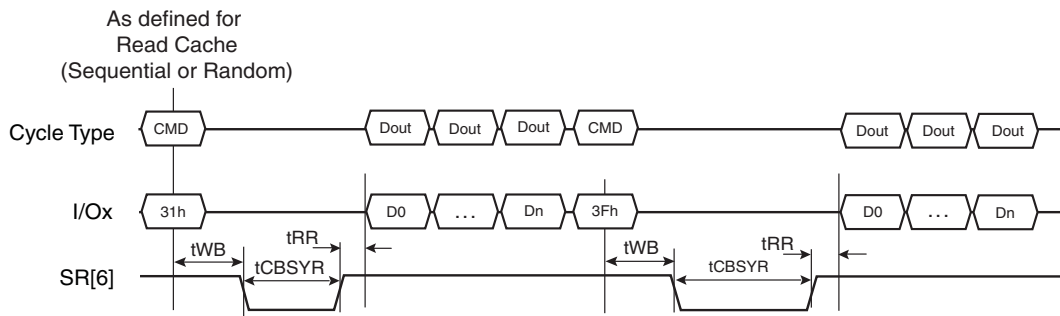 As defined for
Read Cache
(Sequential or Random)
Cycle Type CMD Dout Dout Dout CMD Dout Dout Dout
I/Ox 31h D0 ... Dn 3Fh D0 ... Dn
tWB tRR tWB tRR
SR[6] tCBSYR tCBSYR